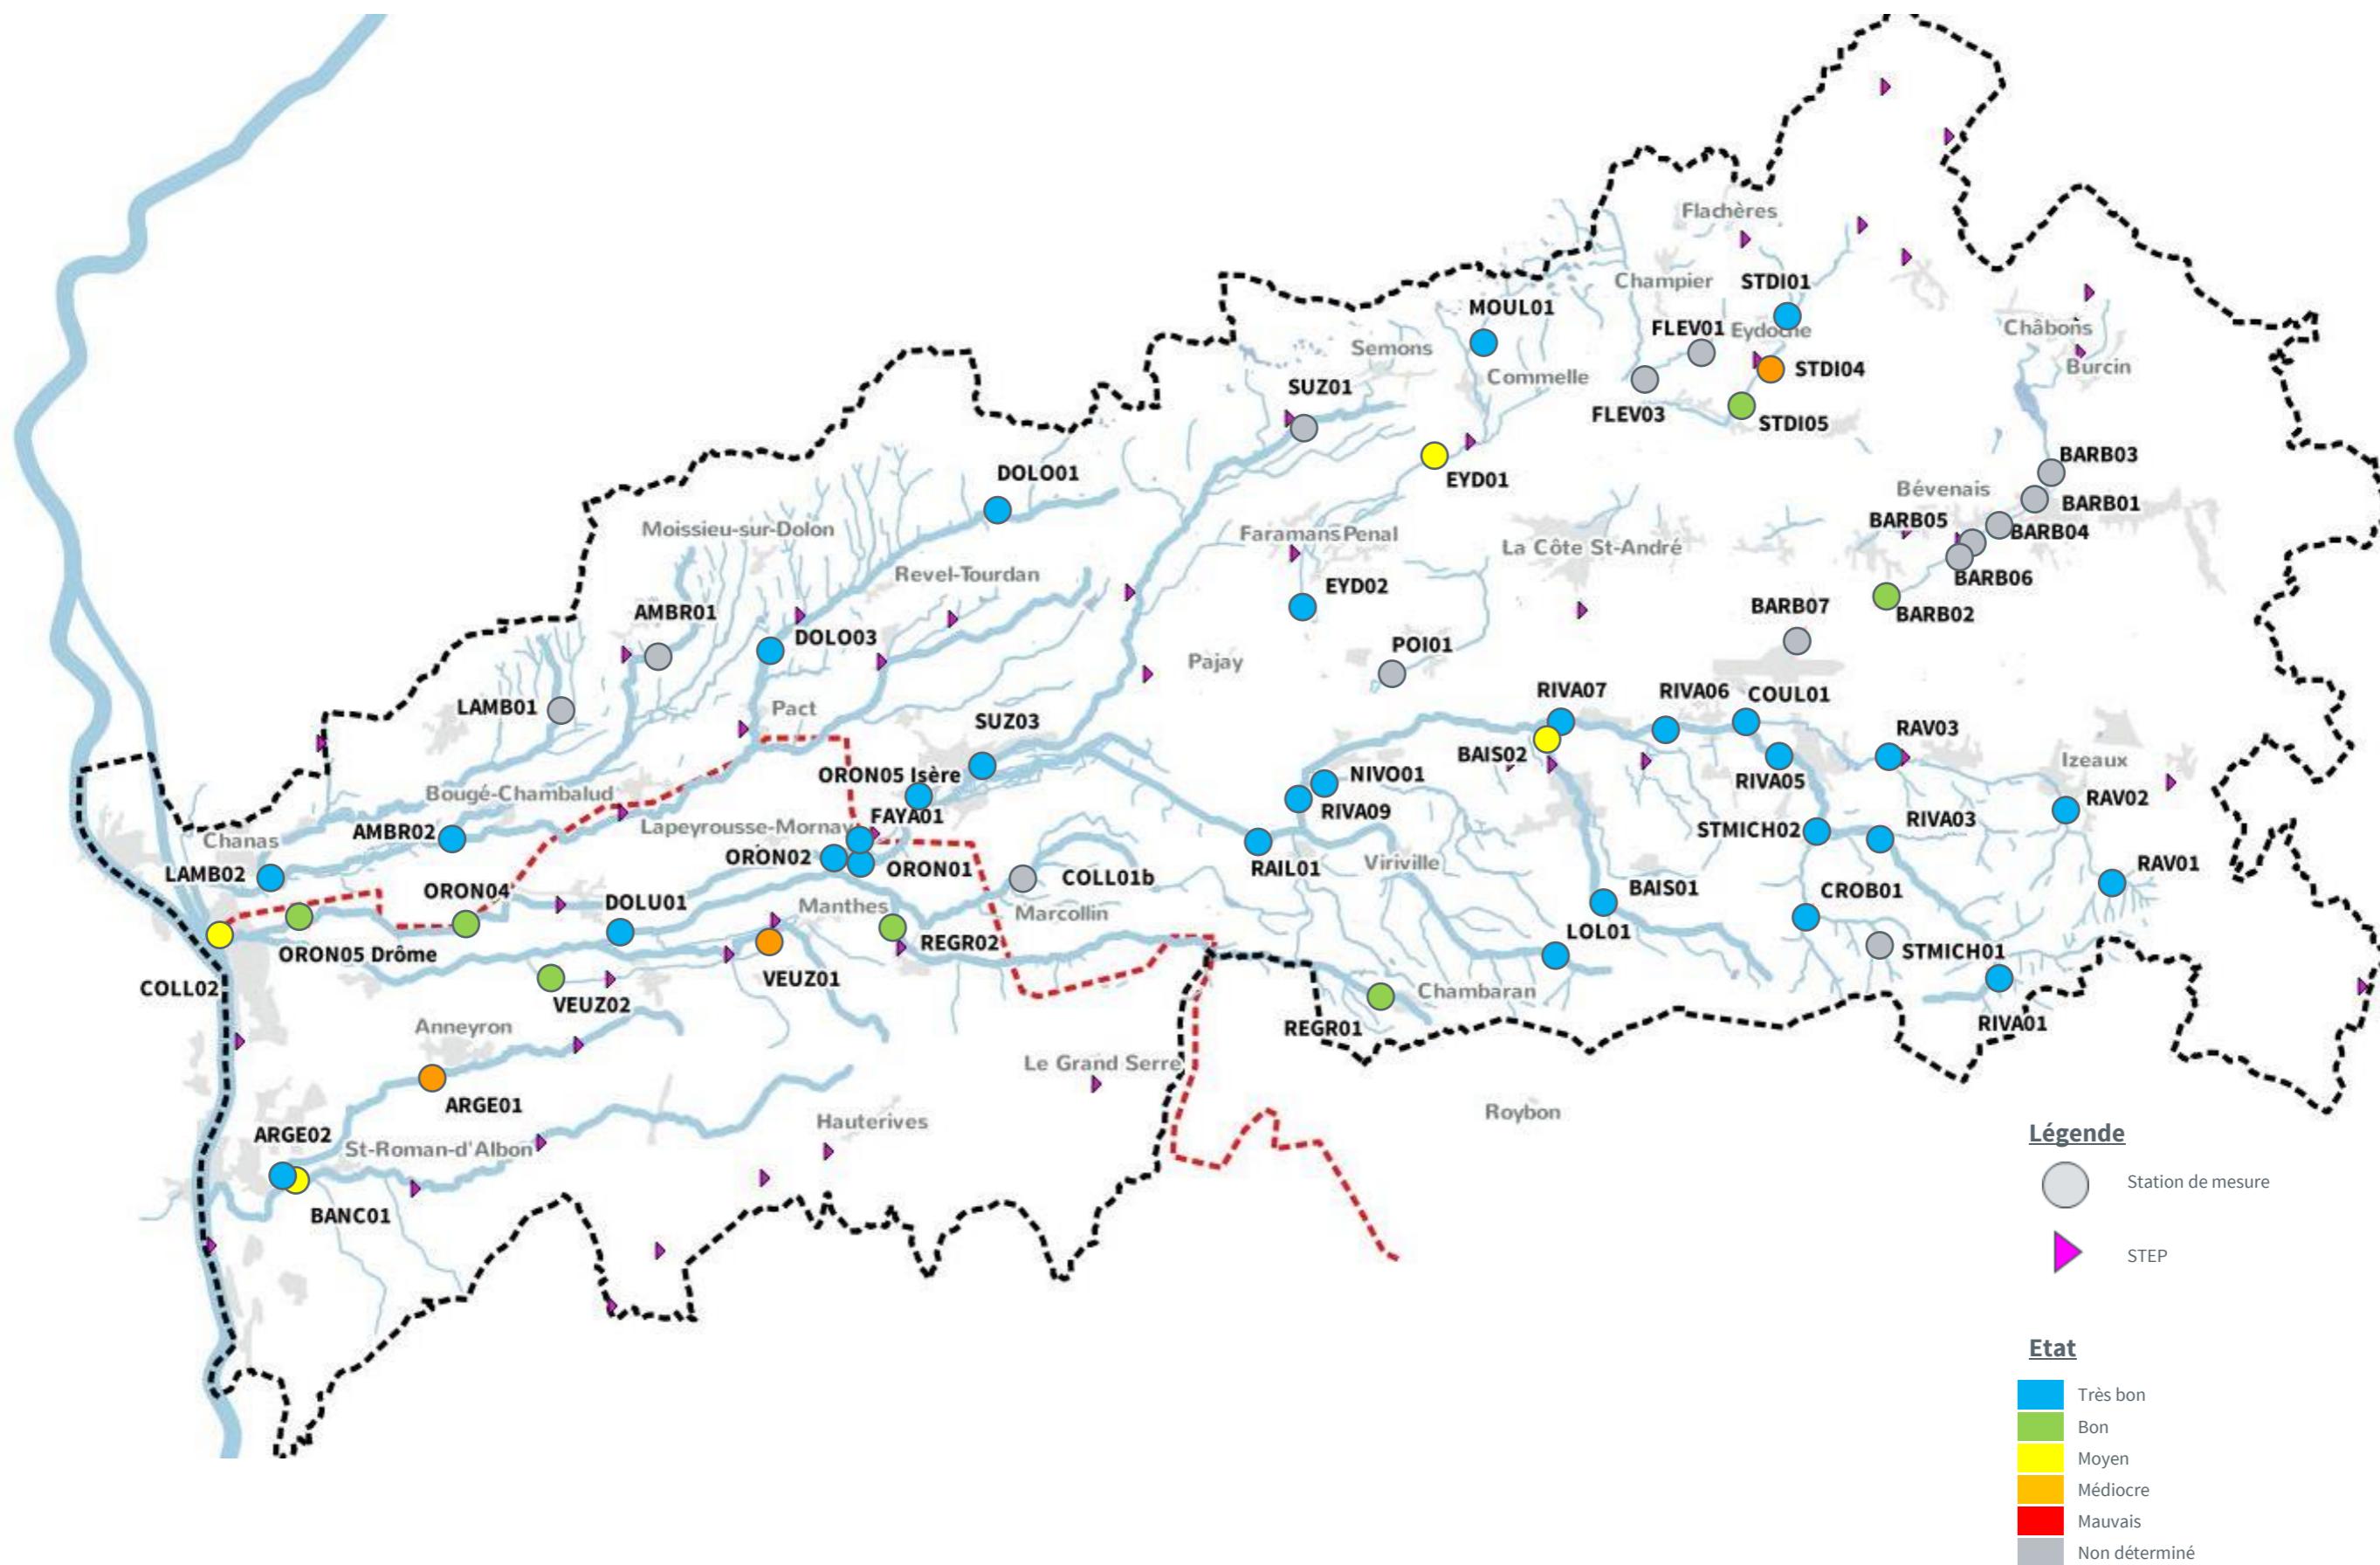 Flachères
Champier
STDI01
MOUL01
FLEV01
Eydoche
Châbons
Semons
Burcin
Commelle
STDI04
SUZ01
FLEV03
STDI05
BARB03
DOLO01
EYD01
Bévenais
BARB01
BARB05
Moissieu-sur-Dolon
Faramans
Penal
La Côte St-André
BARB04
Revel-Tourdan
EYD02
BARB06
AMBR01
BARB07
BARB02
DOLO03
POI01
Pajay
RIVA07
RIVA06
COUL01
LAMB01
Pact
SUZ03
RAV03
BAIS02
Izeaux
ORON05 Isère
NIVO01
RIVA05
Bougé-Chambalud
RAV02
FAYA01
RIVA09
RIVA03
Lapeyrousse-Mornay
AMBR02
STMICH02
Chanas
ORON02
Viriville
RAV01
LAMB02
ORON01
RAIL01
COLL01b
BAIS01
CROB01
ORON04
DOLU01
Manthes
Marcollin
LOL01
REGR02
ORON05 Drôme
STMICH01
VEUZ01
COLL02
Chambaran
VEUZ02
RIVA01
Anneyron
REGR01
Le Grand Serre
ARGE01
Roybon
Hauterives
ARGE02
St-Roman-d'Albon
BANC01
Légende
Station de mesure
STEP
Etat
Très bon
Bon
Moyen
Médiocre
Mauvais
Non déterminé